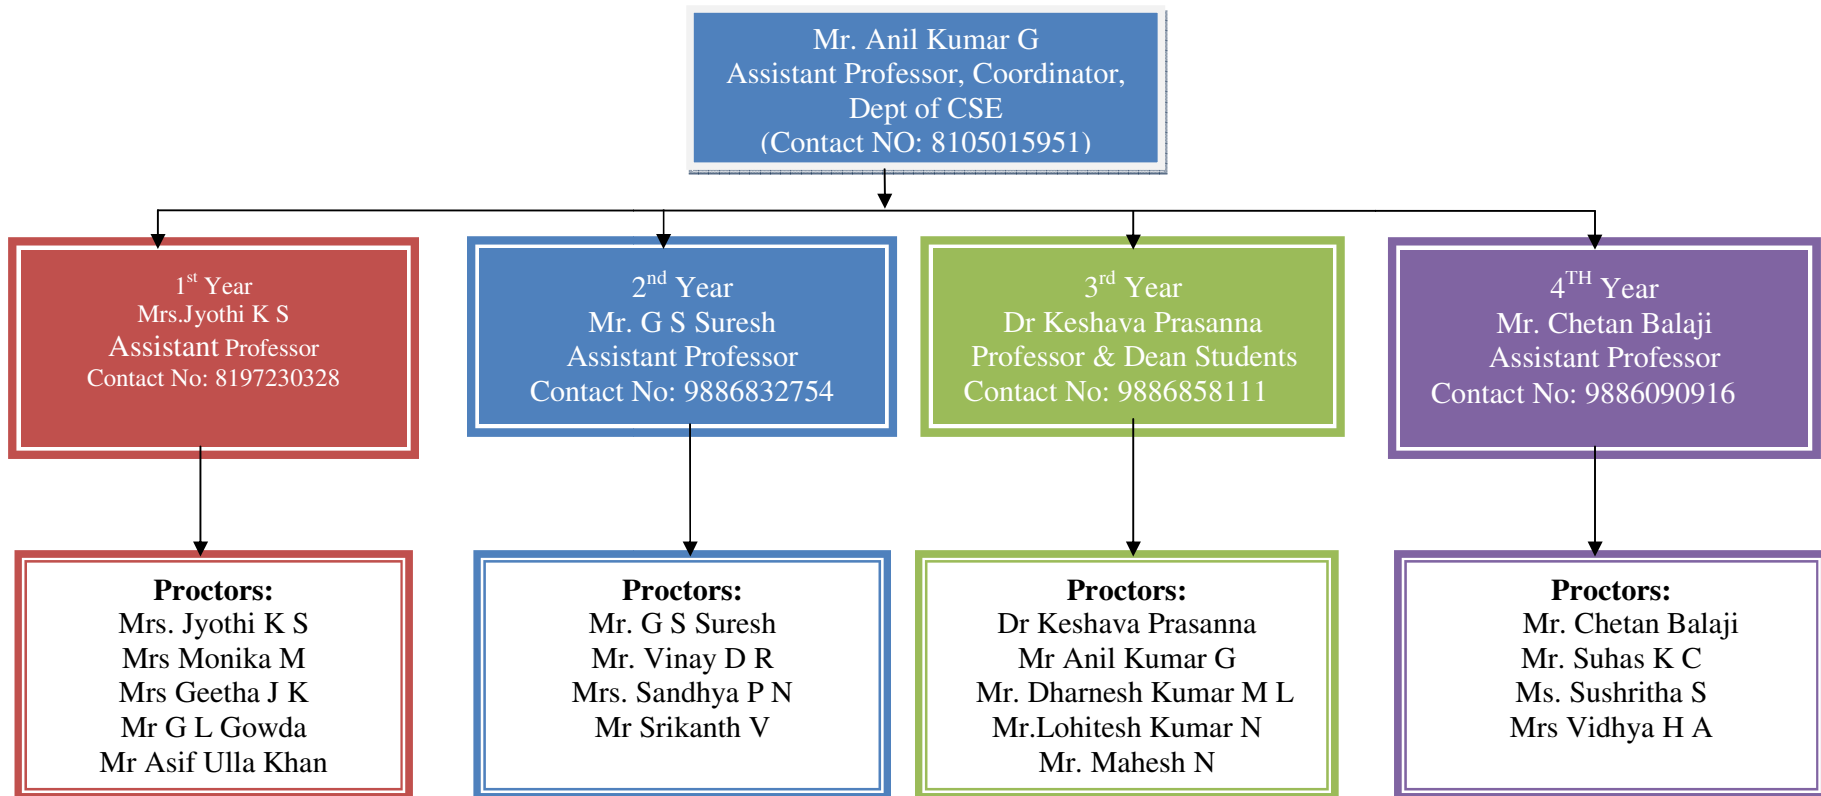 Mr. Anil Kumar G
Assistant Professor, Coordinator,
Dept of CSE
(Contact NO: 8105015951)
1st Year
Mrs.Jyothi K S
Assistant Professor
Contact No: 8197230328
2nd Year
Mr. G S Suresh
Assistant Professor
Contact No: 9886832754
3rd Year
Dr Keshava Prasanna
Professor & Dean Students
Contact No: 9886858111
4TH Year
Mr. Chetan Balaji
Assistant Professor
Contact No: 9886090916
Proctors:
Mrs. Jyothi K S
Mrs Monika M
Mrs Geetha J K
Mr G L Gowda
Mr Asif Ulla Khan
Proctors:
Mr. G S Suresh
Mr. Vinay D R
Mrs. Sandhya P N
Mr Srikanth V
Proctors:
Dr Keshava Prasanna
Mr Anil Kumar G
Mr. Dharnesh Kumar M L
Mr.Lohitesh Kumar N
Mr. Mahesh N
Proctors:
Mr. Chetan Balaji
Mr. Suhas K C
Ms. Sushritha S
Mrs Vidhya H A